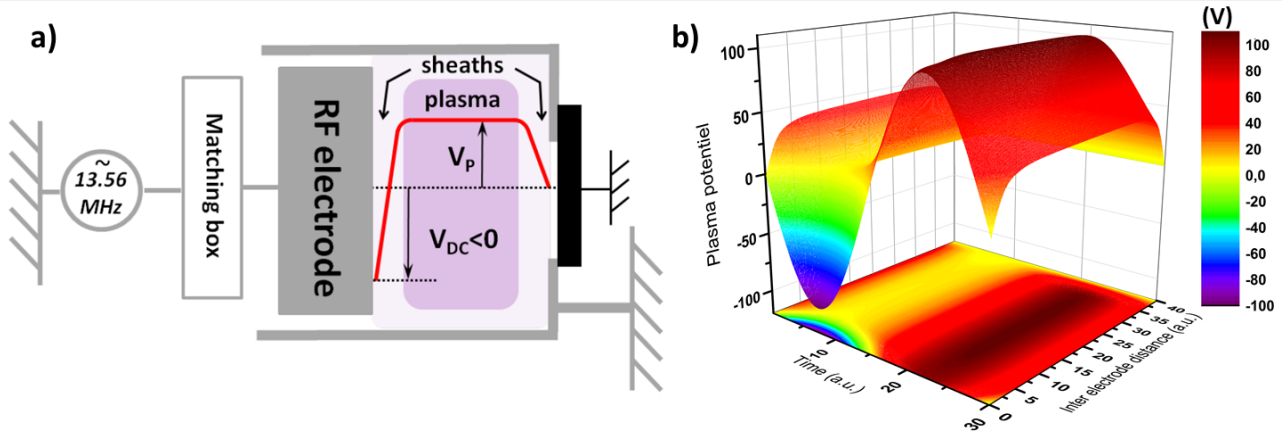 a)
sheaths
plasma
RF electrode
Matching box
~
13.56
MHz
VP
VDC<0
b)
(V)
Plasma potentiel
100
50
0
-50
-100
Time (a.u.)
10
20
30
Inter electrode distance (a.u.)
0
5
10
15
20
25
30
35
40
100
80
60
40
20
0,0
-20
-40
-60
-80
-100